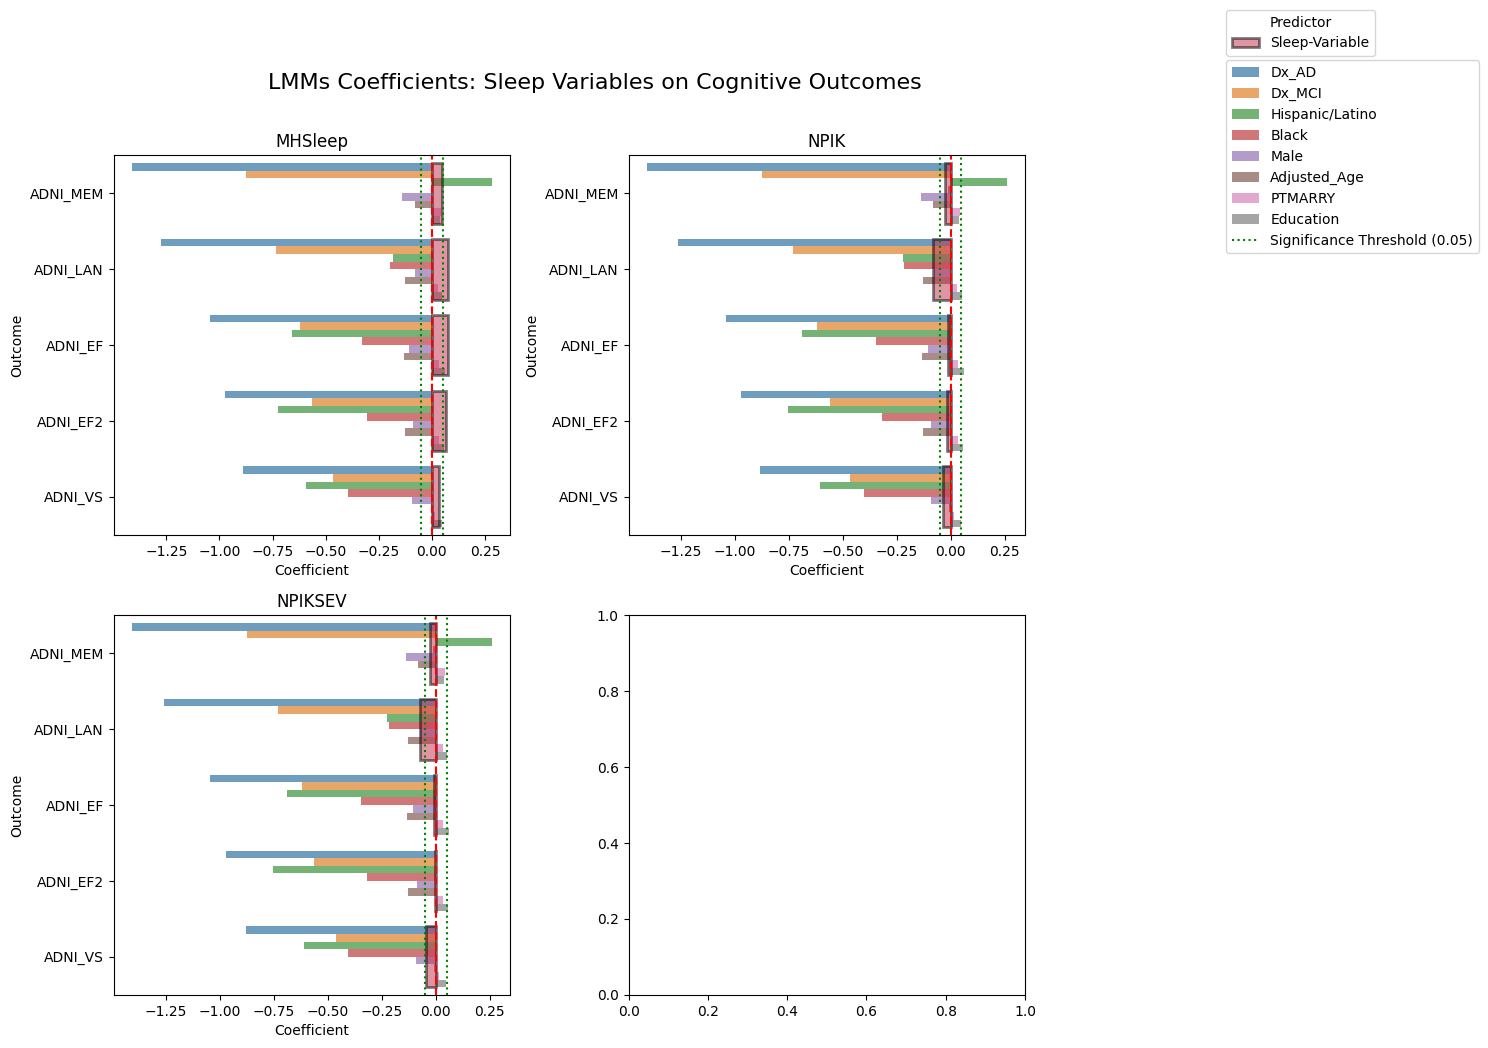 Predictor
Sleep-Variable
Dx_AD
Dx_MCI
Hispanic/Latino
Black
Male
Adjusted_Age
PTMARRY
Education
Significance Threshold (0.05)
LMMs Coefficients: Sleep Variables on Cognitive Outcomes
MHSleep
ADNI_MEM
ADNI_LAN
ADNI_EF
ADNI_EF2
ADNI_VS
Outcome
−1.25 −1.00 −0.75 −0.50 −0.25 0.00 0.25
Coefficient
NPIK
ADNI_MEM
ADNI_LAN
ADNI_EF
ADNI_EF2
ADNI_VS
Outcome
−1.25 −1.00 −0.75 −0.50 −0.25 0.00 0.25
Coefficient
NPIKSEV
ADNI_MEM
ADNI_LAN
ADNI_EF
ADNI_EF2
ADNI_VS
Outcome
−1.25 −1.00 −0.75 −0.50 −0.25 0.00 0.25
Coefficient
1.0
0.8
0.6
0.4
0.2
0.0
0.0 0.2 0.4 0.6 0.8 1.0